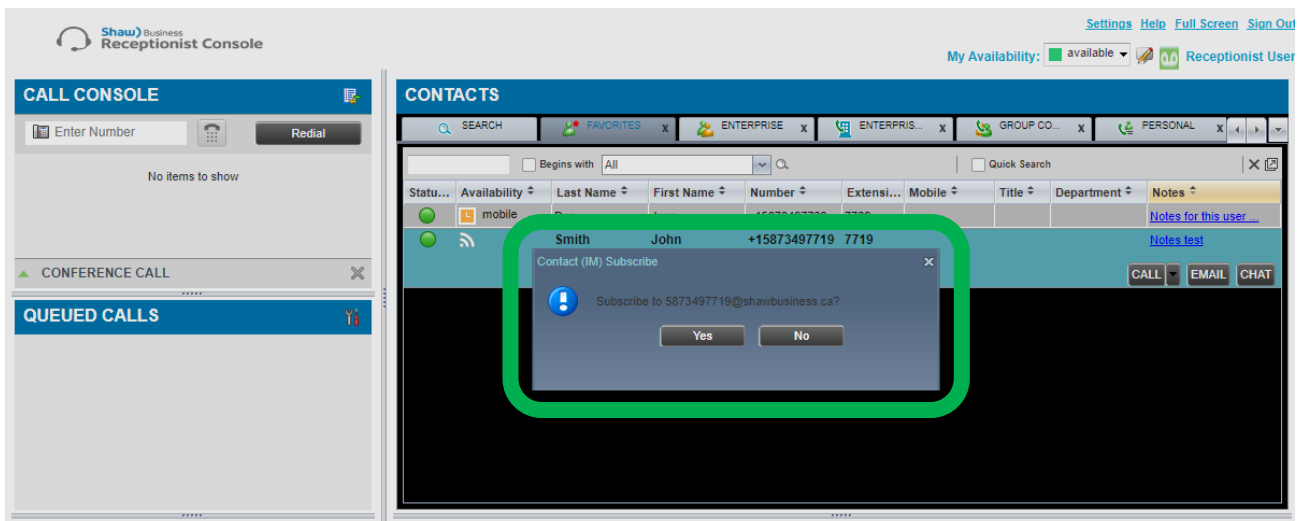 Settings Help Full Screen Sign Out
Shaw) Business
Receptionist Console
My Availability: available Receptionist User
CALL CONSOLE
Enter Number Redial
No items to show
CONFERENCE CALL
QUEUED CALLS
CONTACTS
SEARCH FAVORITES X ENTERPRISE X ENTERPRIS... X GROUP CO... X PERSONAL X
Begins with All Quick Search
Statu... Availability Last Name First Name Number Extensi... Mobile Title Department Notes
mobile Notes for this user ...
Smith John +15873497719 7719 Notes test
CALL EMAIL CHAT
Contact (IM) Subscribe x
Subscribe to 5873497719@shawbusiness.ca?
Yes No